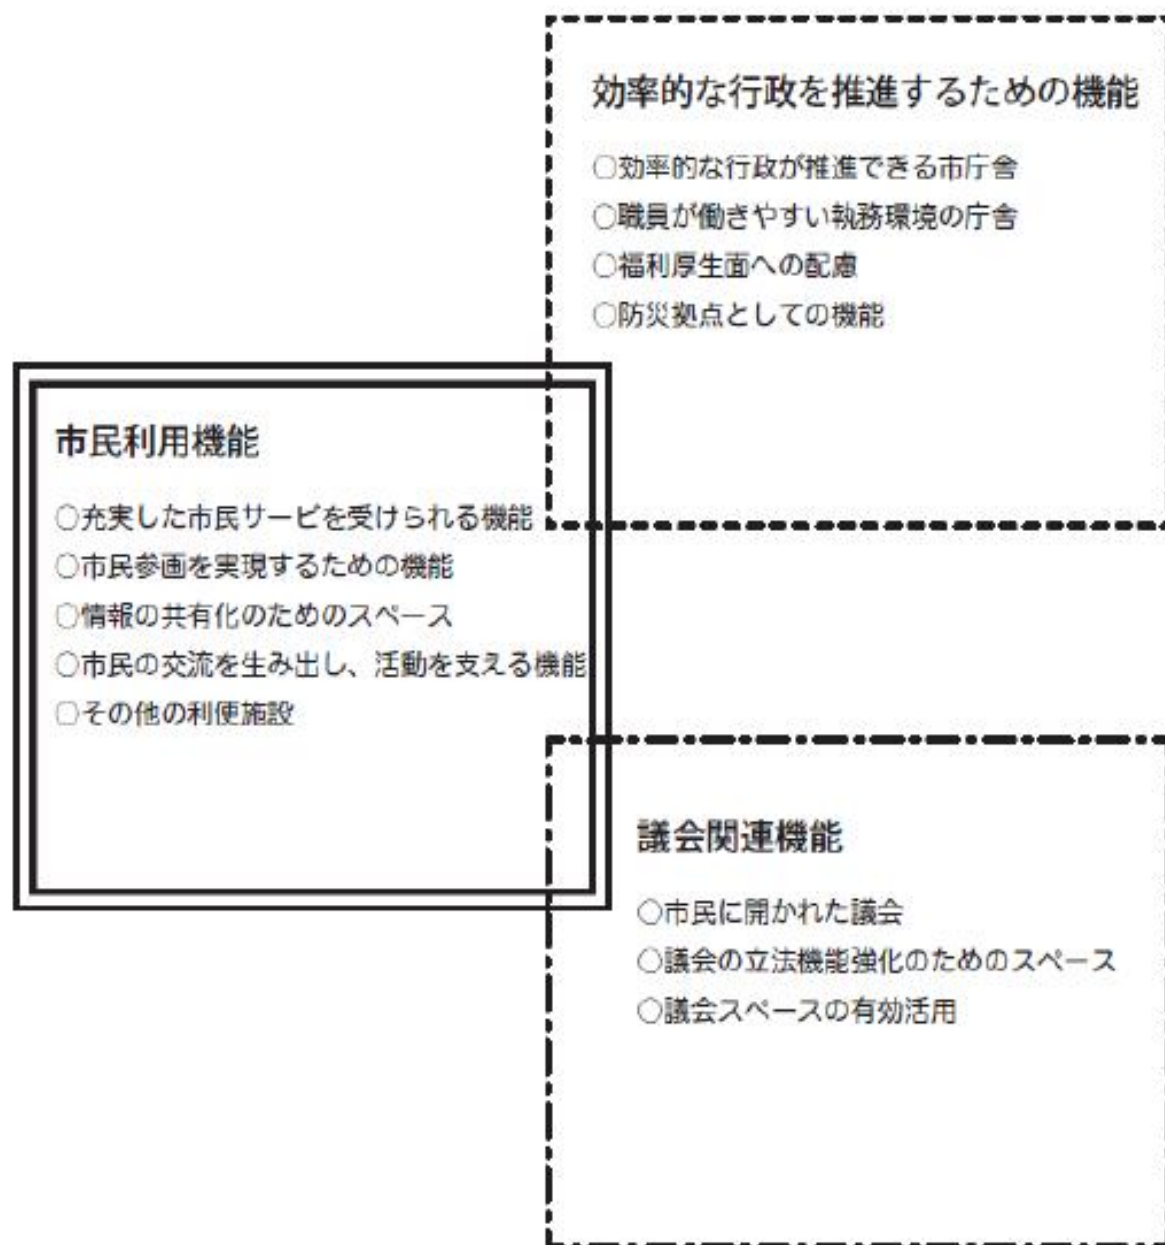 効率的な行政を推進するための機能
○効率的な行政が推進できる市庁舎
○職員が働きやすい執務環境の庁舎
○福利厚生面への配慮
○防災拠点としての機能
市民利用機能
○充実した市民サービを受けられる機能
○市民参画を実現するための機能
○情報の共有化のためのスペース
○市民の交流を生み出し、活動を支える機能
○その他の利便施設
議会関連機能
○市民に開かれた議会
○議会の立法機能強化のためのスペース
○議会スペースの有効活用